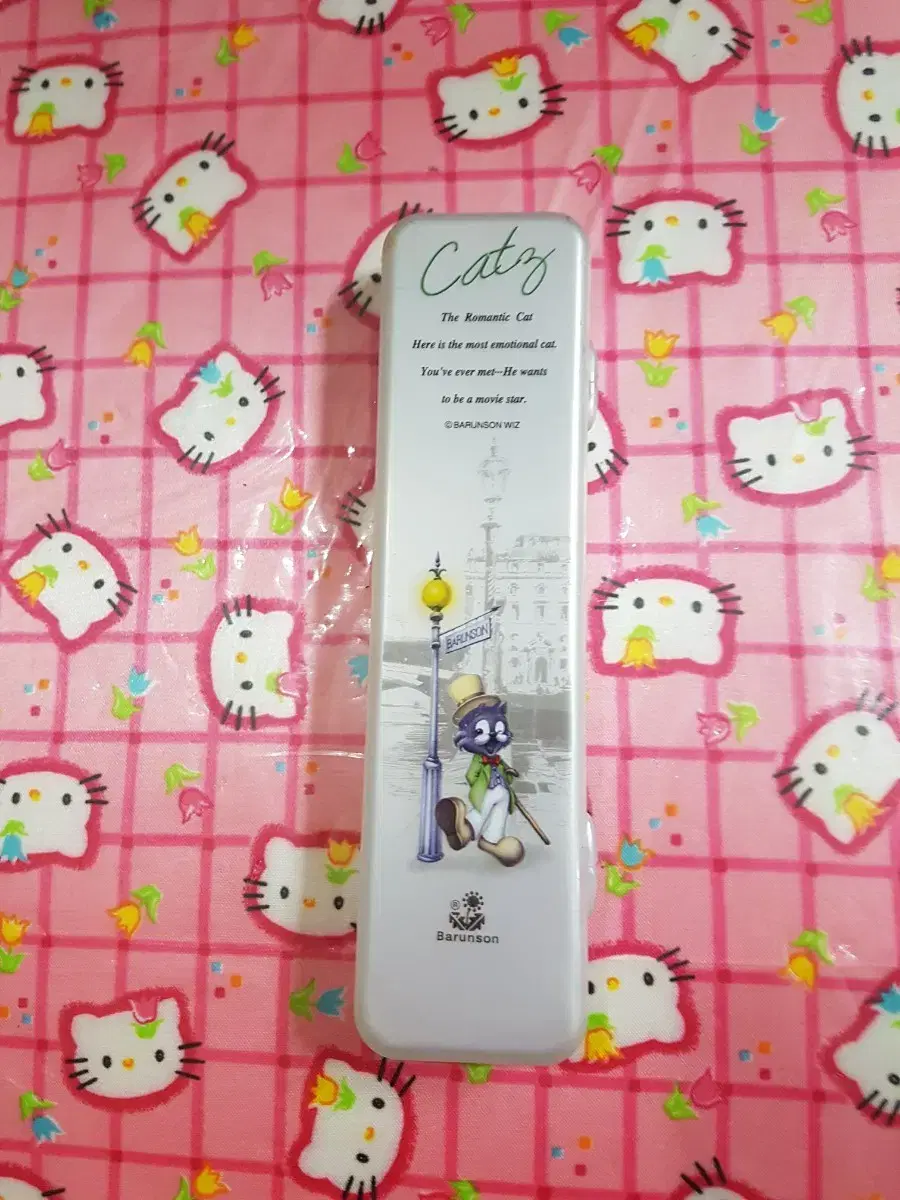 Catz
The Romantic Cat
Here is the most emotional cat.
You've ever met---He wants
to be a movie star.
© BARUNSON WIZ
BARUNSON
®
Barunson